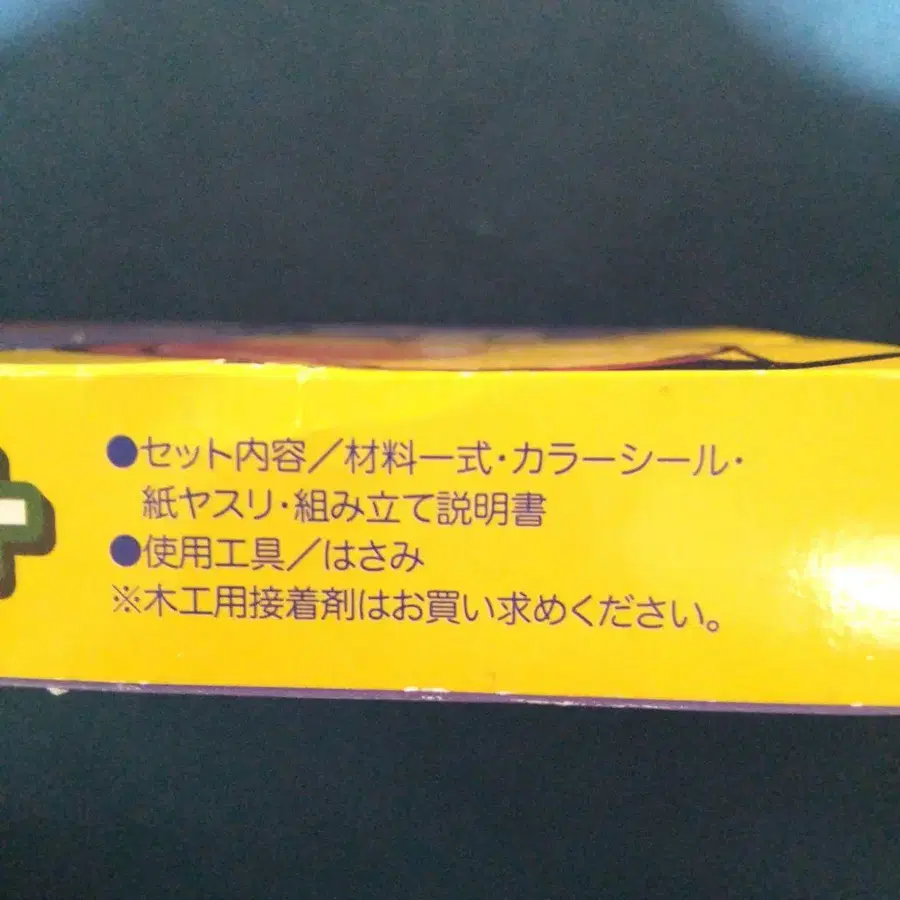 ●セット内容／材料一式・カラーシール・
紙ヤスリ・組み立て説明書
●使用工具／はさみ
※木工用接着剤はお買い求めください。